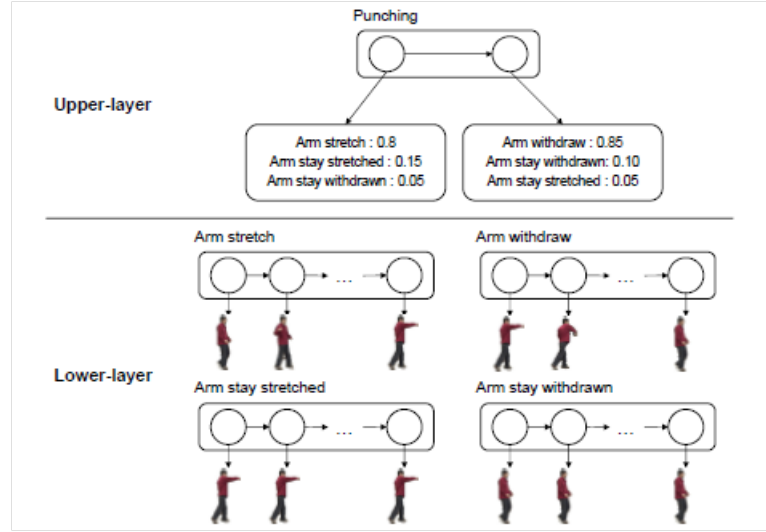 Punching
Upper-layer
Arm stretch : 0.8
Arm stay stretched : 0.15
Arm stay withdrawn : 0.05
Arm withdraw : 0.85
Arm stay withdrawn: 0.10
Arm stay stretched : 0.05
Arm stretch
...
Arm withdraw
...
Lower-layer
Arm stay stretched
...
Arm stay withdrawn
...